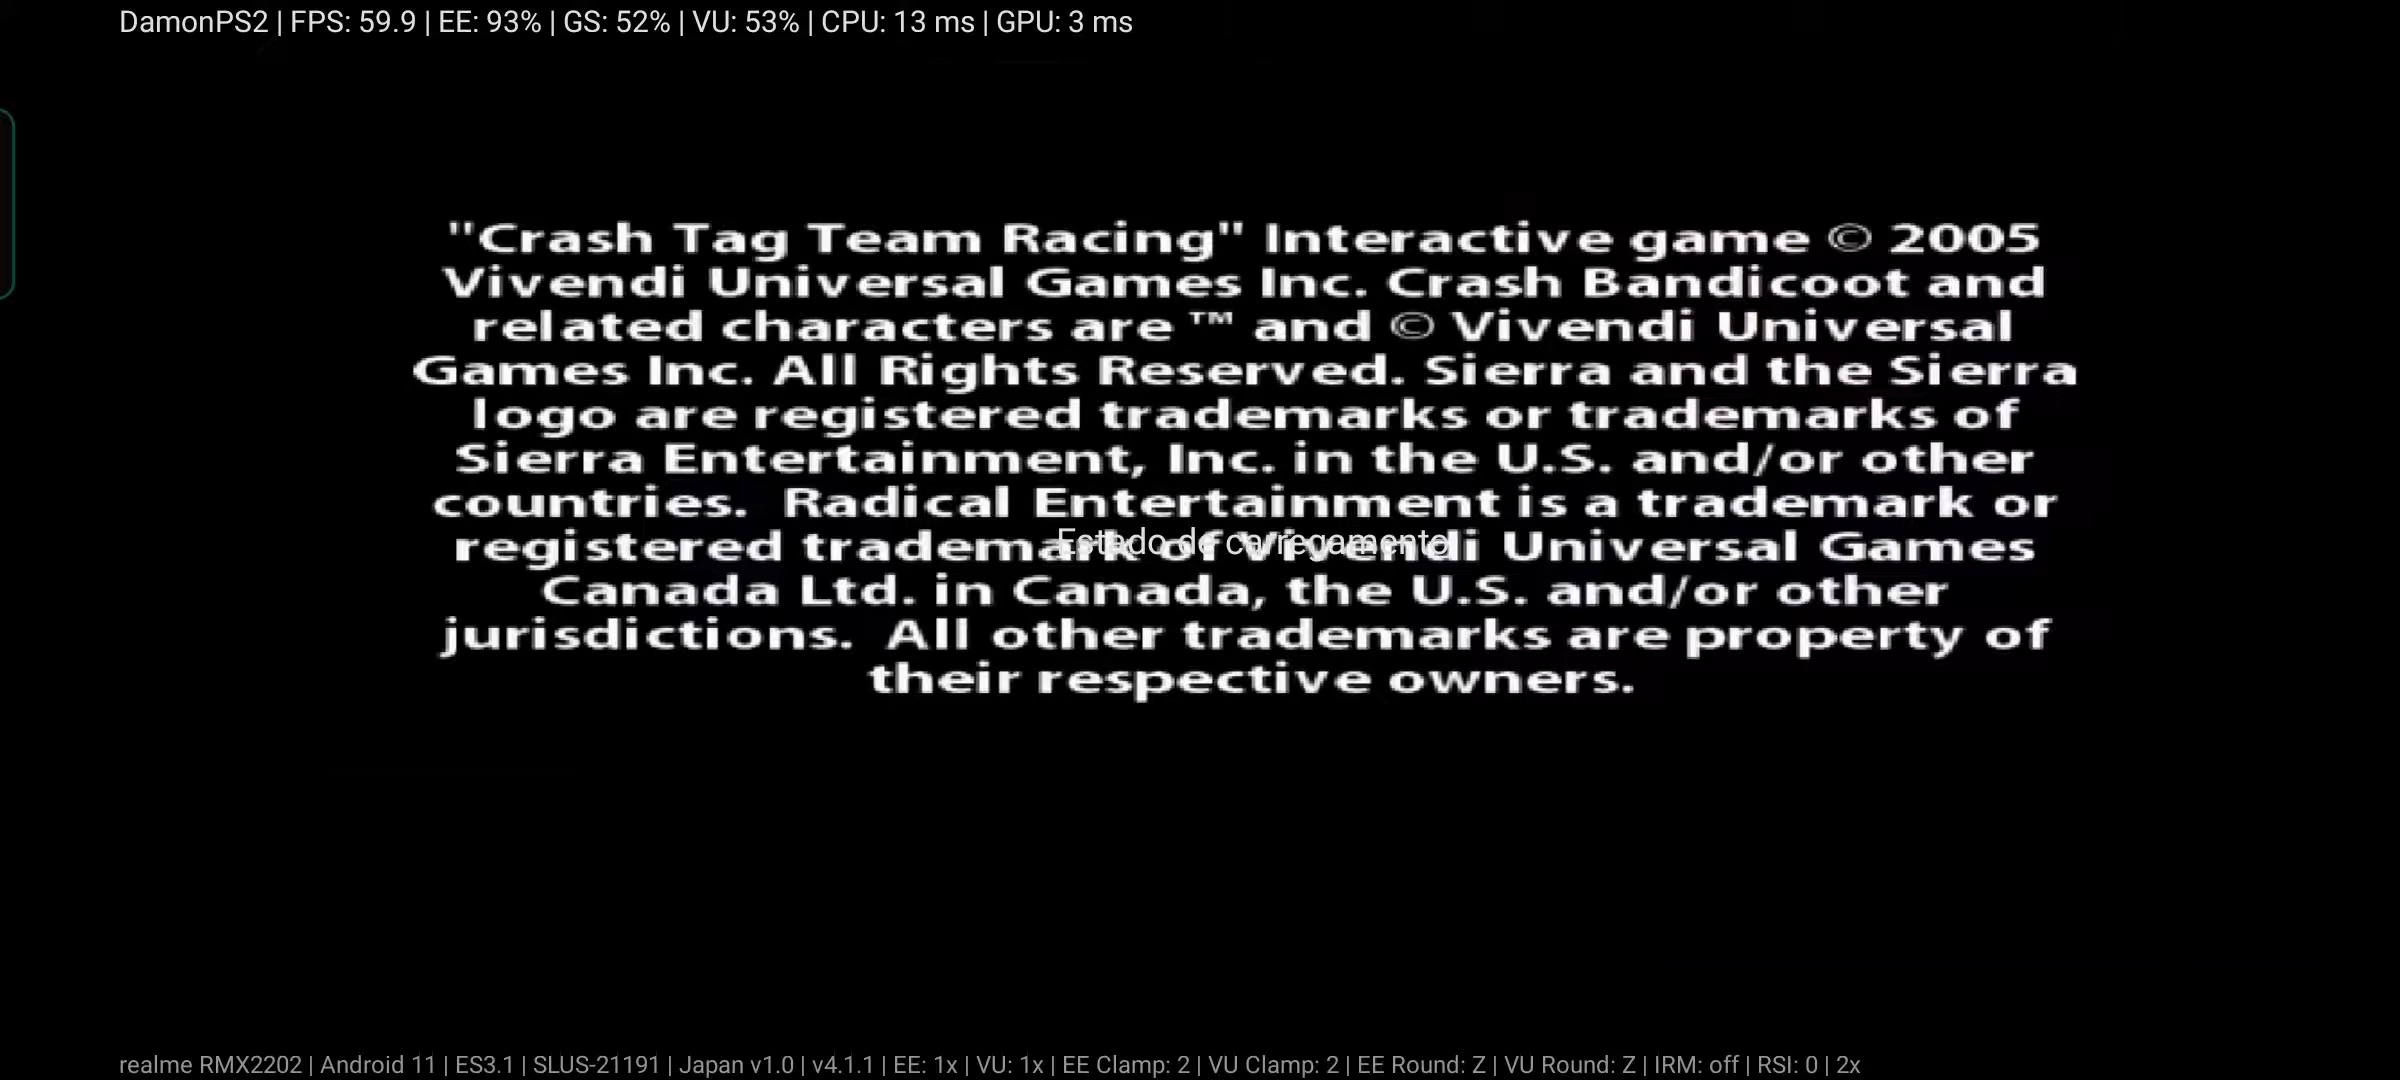 DamonPS2 | FPS: 59.9 | EE: 93% | GS: 52% | VU: 53% | CPU: 13 ms | GPU: 3 ms
"Crash Tag Team Racing" Interactive game © 2005
Vivendi Universal Games Inc. Crash Bandicoot and
related characters are ™ and © Vivendi Universal
Games Inc. All Rights Reserved. Sierra and the Sierra
logo are registered trademarks or trademarks of
Sierra Entertainment, Inc. in the U.S. and/or other
countries.  Radical Entertainment is a trademark or
registered trademark of Vivendi Universal Games
Estado de carregamento
Canada Ltd. in Canada, the U.S. and/or other
jurisdictions.  All other trademarks are property of
their respective owners.
realme RMX2202 | Android 11 | ES3.1 | SLUS-21191 | Japan v1.0 | v4.1.1 | EE: 1x | VU: 1x | EE Clamp: 2 | VU Clamp: 2 | EE Round: Z | VU Round: Z | IRM: off | RSI: 0 | 2x